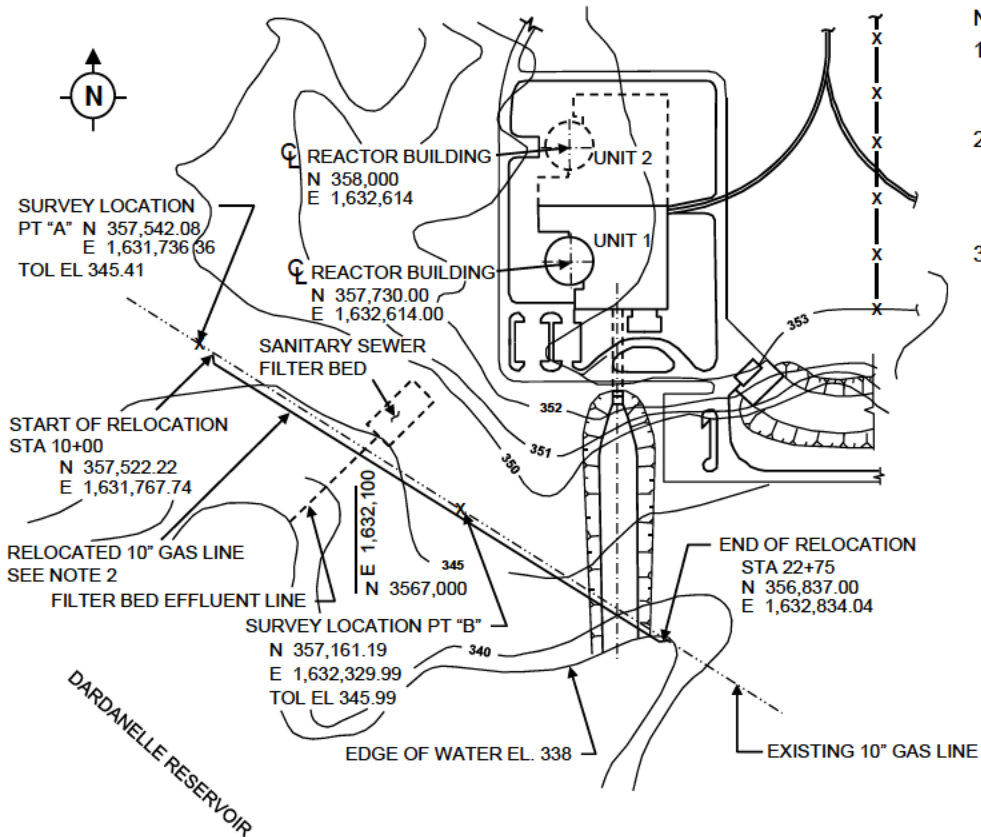 N
1
2
3
N
℄ REACTOR BUILDING
N 358,000
E 1,632,614
UNIT 2
SURVEY LOCATION
PT “A” N 357,542.08
E 1,631,736.36
TOL EL 345.41
UNIT 1
℄ REACTOR BUILDING
N 357,730.00
E 1,632,614.00
353
SANITARY SEWER
FILTER BED
352
351
350
START OF RELOCATION
STA 10+00
N 357,522.22
E 1,631,767.74
E 1,632,100
N 3567,000
345
RELOCATED 10" GAS LINE
SEE NOTE 2
FILTER BED EFFLUENT LINE
END OF RELOCATION
STA 22+75
N 356,837.00
E 1,632,834.04
SURVEY LOCATION PT “B”
N 357,161.19
E 1,632,329.99
TOL EL 345.99
340
DARDANELLE RESERVOIR
EDGE OF WATER EL. 338
EXISTING 10" GAS LINE